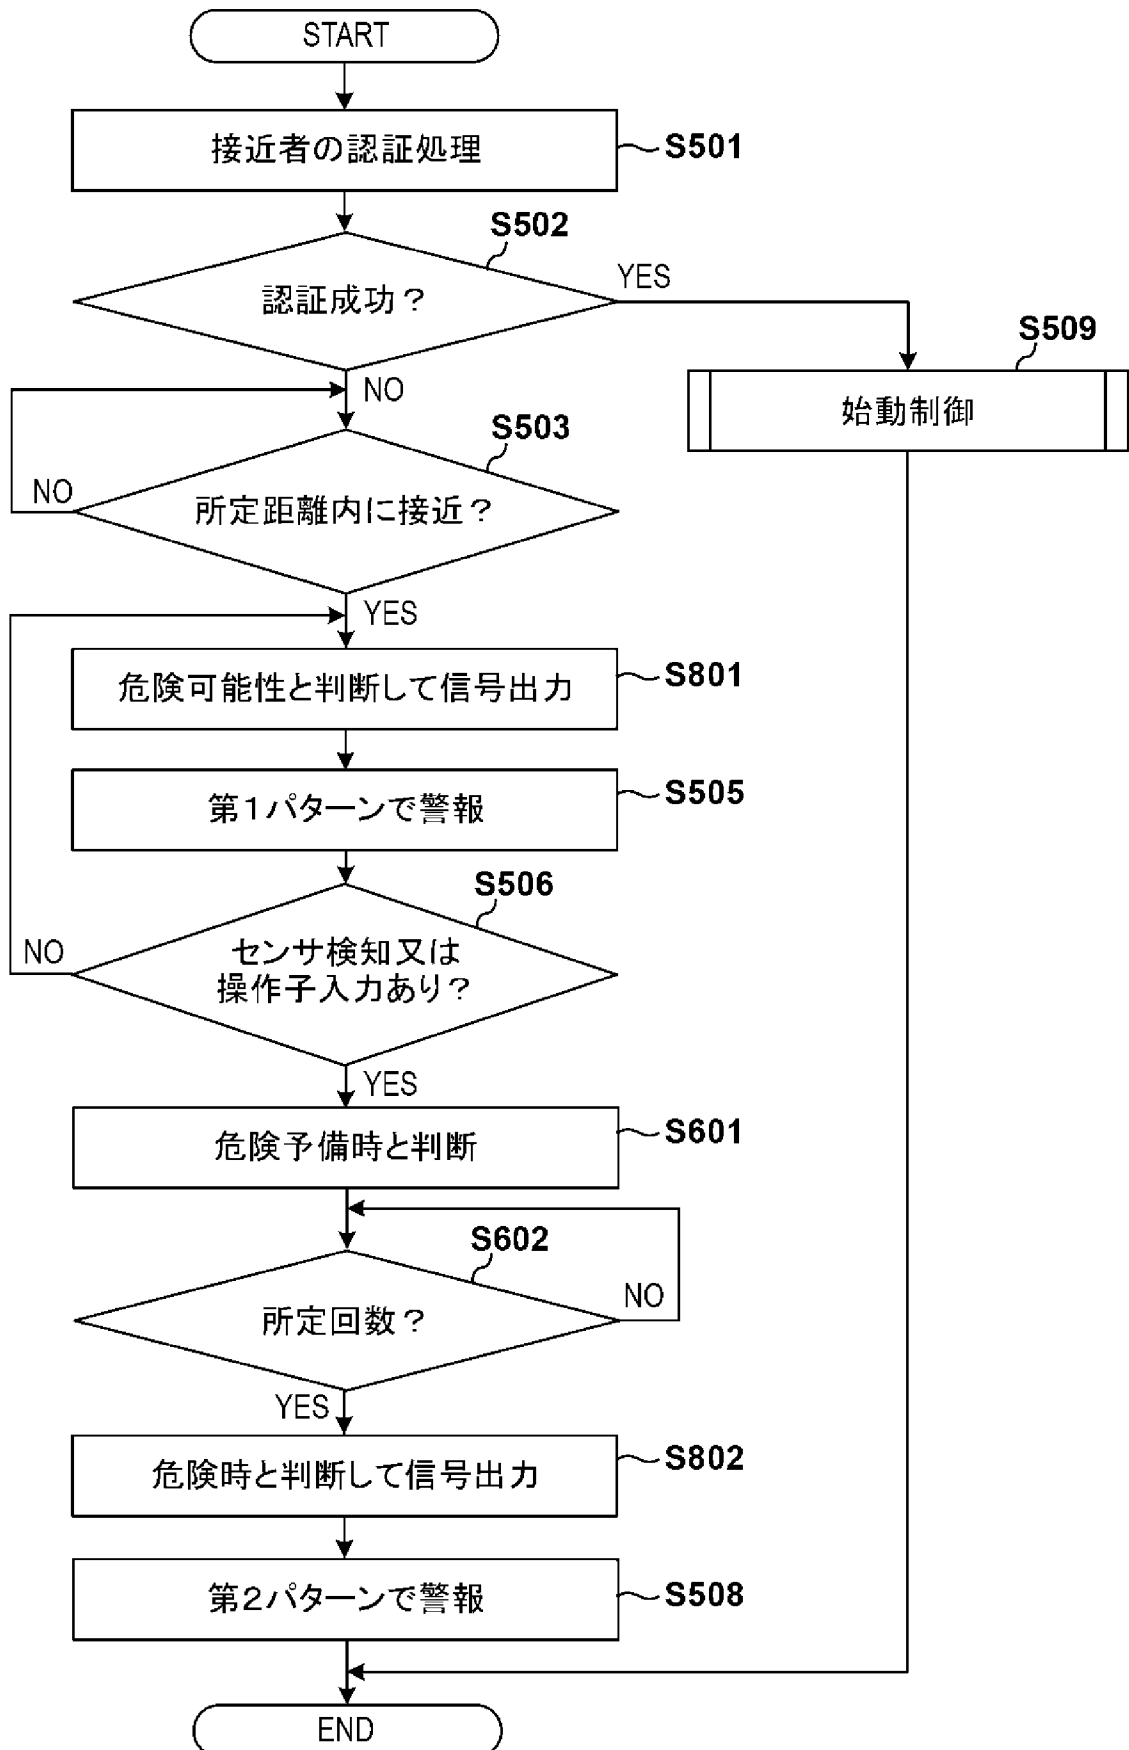 START
接近者の認証処理
S501
S502
認証成功？
YES
S509
始動制御
NO
S503
NO
所定距離内に接近？
YES
危険可能性と判断して信号出力
S801
第１パターンで警報
S505
S506
NO
センサ検知又は
操作子入力あり？
YES
危険予備時と判断
S601
S602
NO
所定回数？
YES
危険時と判断して信号出力
S802
第２パターンで警報
S508
END